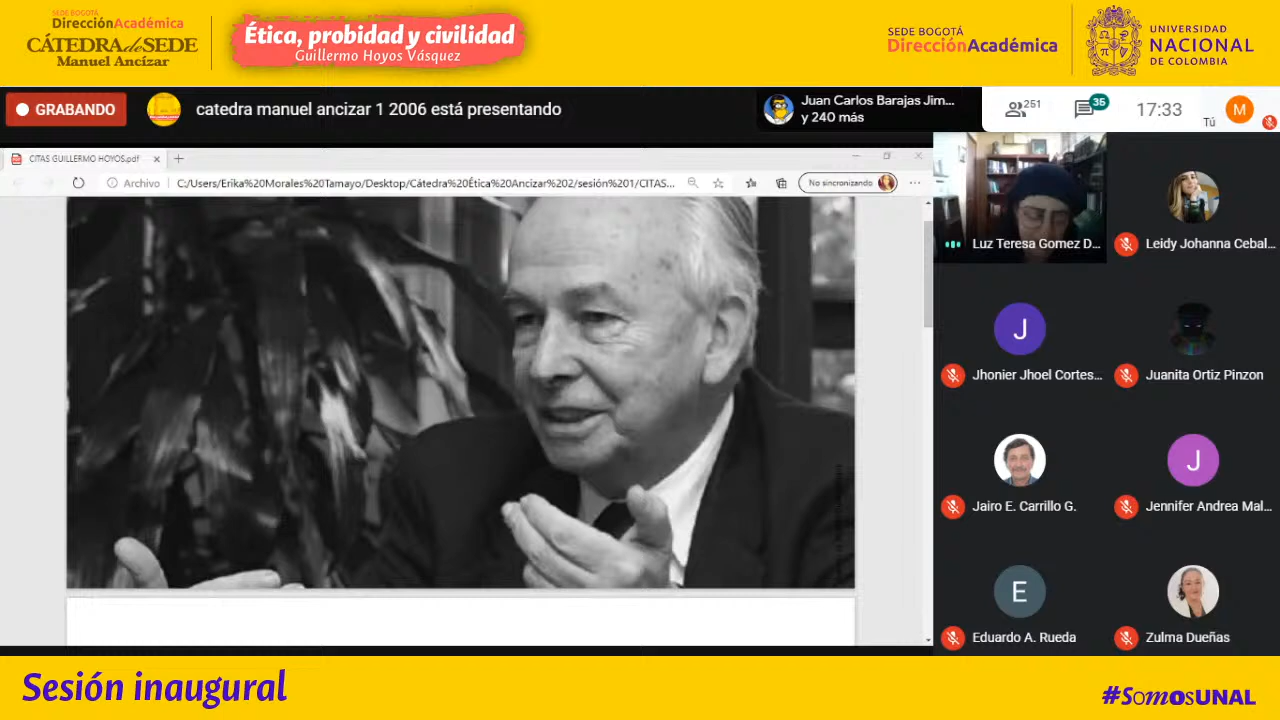 SEDE BOGOTÁ
DirecciónAcadémica
CÁTEDRA de SEDE
Manuel Ancízar
Ética, probidad y civilidad
Guillermo Hoyos Vásquez
SEDE BOGOTÁ
DirecciónAcadémica
UNIVERSIDAD
NACIONAL
DE COLOMBIA
GRABANDO
catedra manuel ancizar 1 2006 está presentando
Juan Carlos Barajas Jim...
y 240 más
251
35
17:33
Tú
M
CITAS GUILLERMO HOYOS.pdf
Archivo
C:/Users/Erika%20Morales%20Tamayo/Desktop/Cátedra%20Ética%20Ancizar%202/sesión%201/CITAS...
No sincronizando
Luz Teresa Gomez D...
Leidy Johanna Cebal...
J
Jhonier Jhoel Cortes...
Juanita Ortiz Pinzon
J
Jairo E. Carrillo G.
Jennifer Andrea Mal...
E
Eduardo A. Rueda
Zulma Dueñas
Sesión inaugural
#SomosUNAL